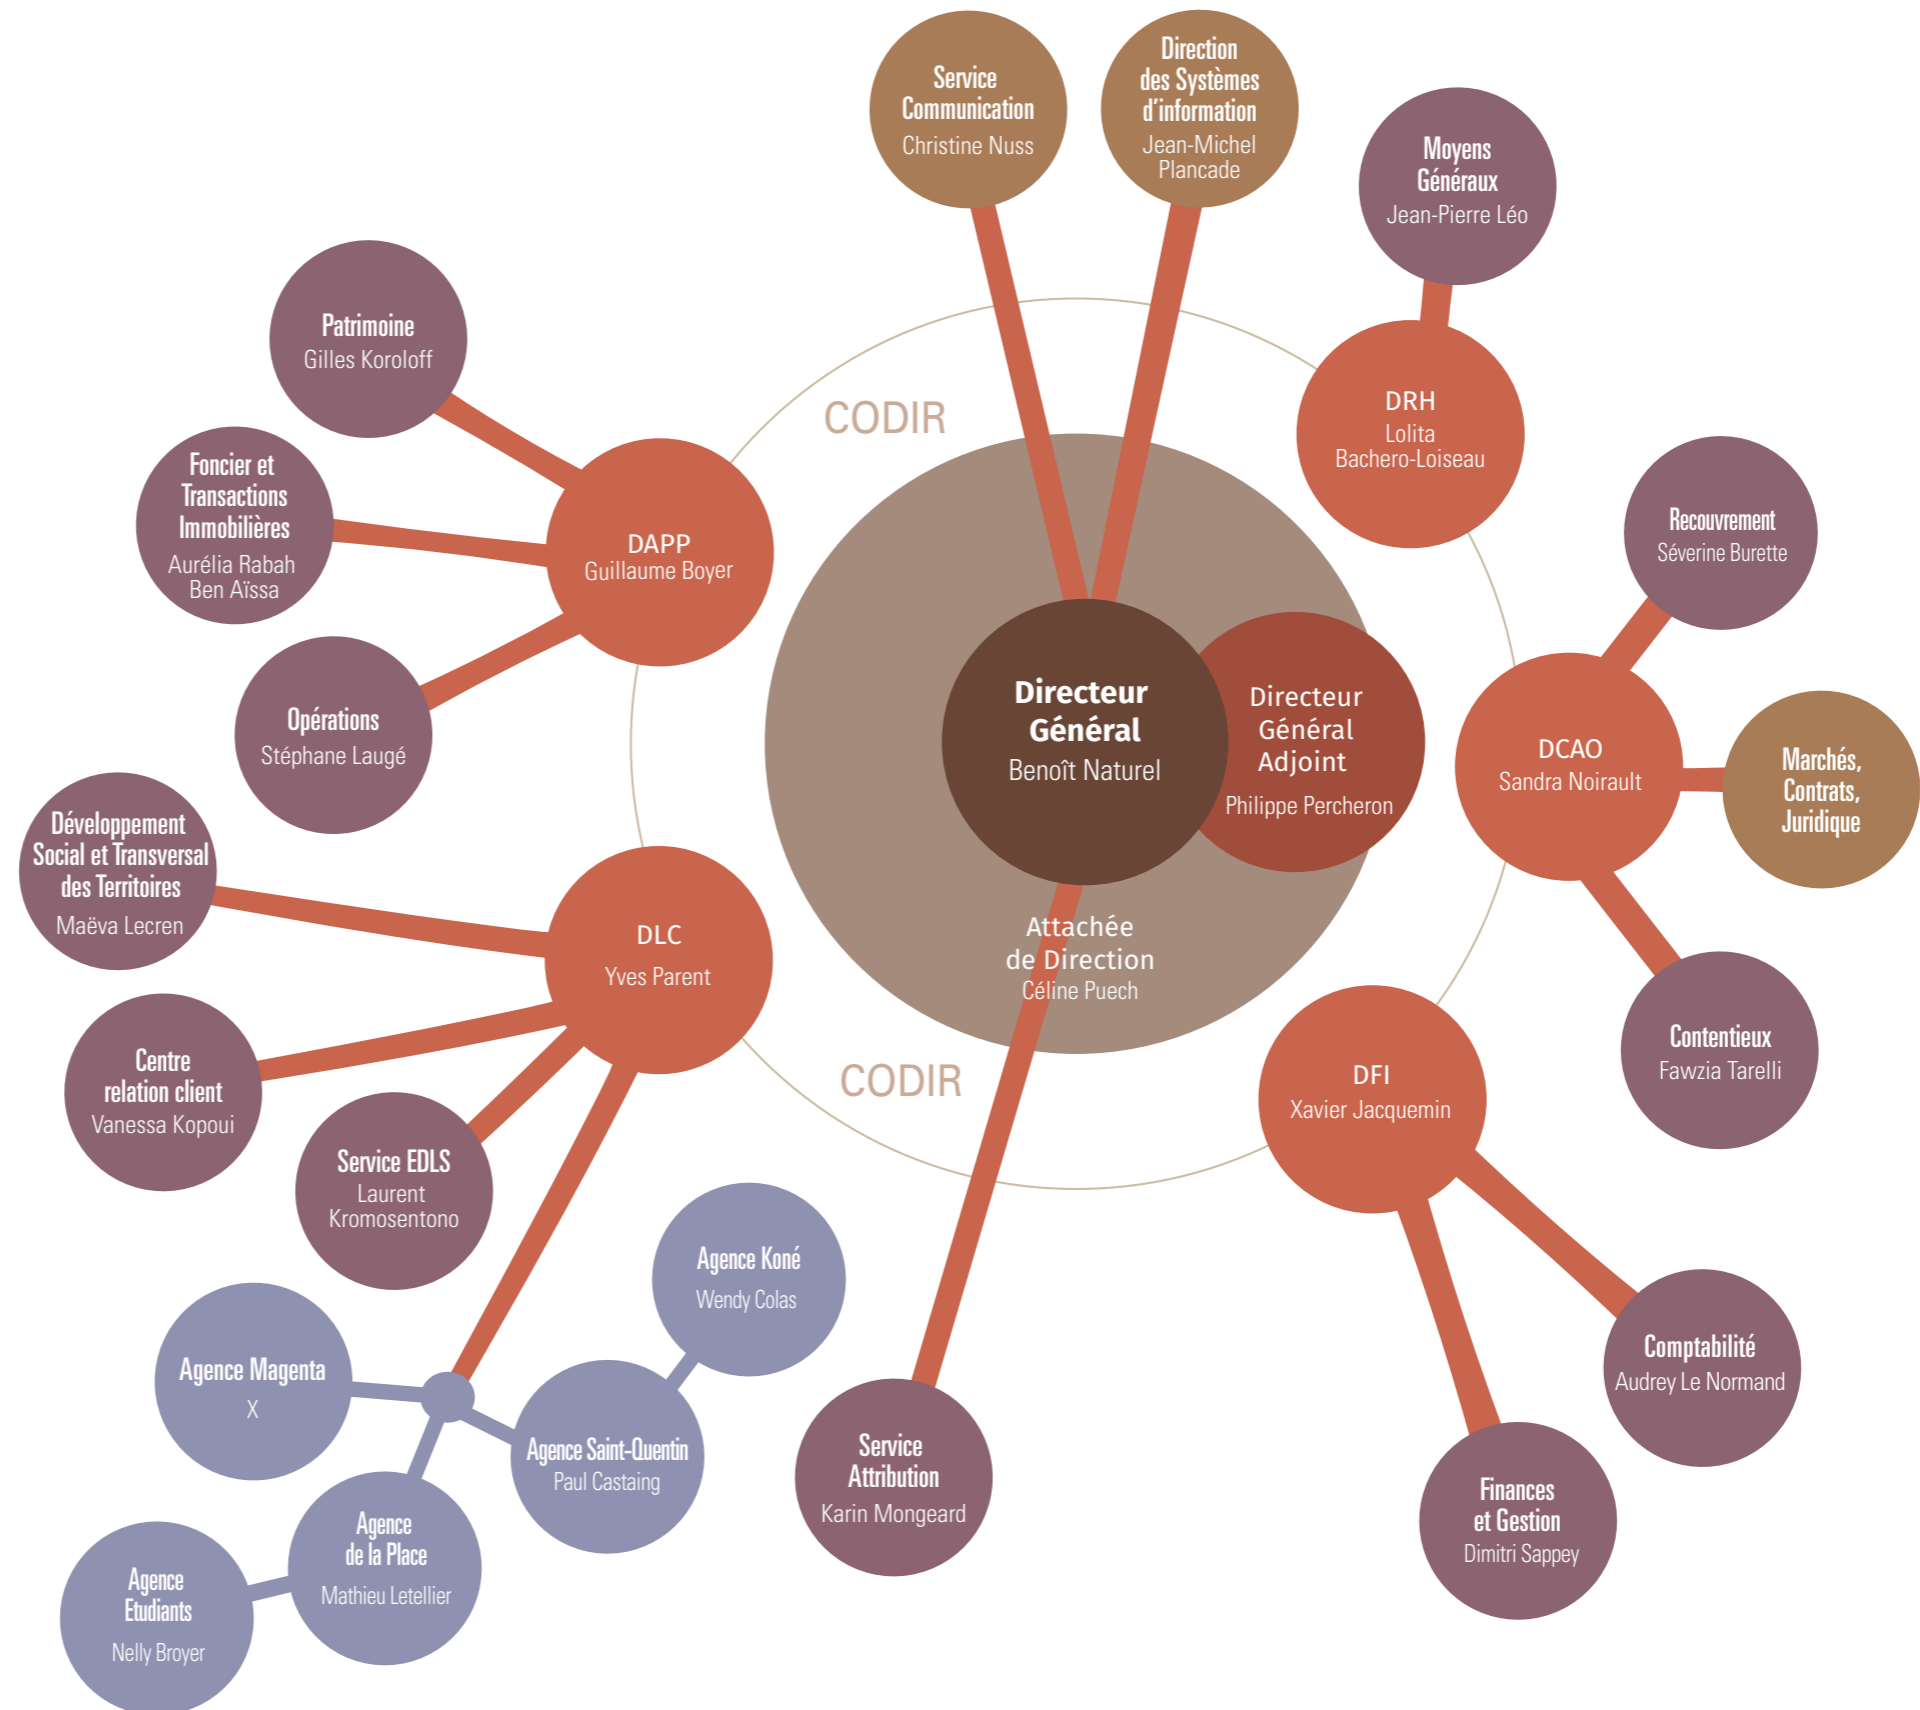 Service
Communication
Christine Nuss
Direction
des Systèmes
d'information
Jean-Michel
Plancade
Moyens
Généraux
Jean-Pierre Léo
Patrimoine
Gilles Koroloff
CODIR
DRH
Lolita
Bachero-Loiseau
Foncier et
Transactions
Immobilières
Aurélia Rabah
Ben Aïssa
DAPP
Guillaume Boyer
Recouvrement
Séverine Burette
Opérations
Stéphane Laugé
Directeur
Général
Benoît Naturel
Directeur
Général
Adjoint
Philippe Percheron
DCAO
Sandra Noirault
Marchés,
Contrats,
Juridique
Développement
Social et Transversal
des Territoires
Maëva Lecren
DLC
Yves Parent
Attachée
de Direction
Céline Puech
Centre
relation client
Vanessa Kopoui
CODIR
DFI
Xavier Jacquemin
Contentieux
Fawzia Tarelli
Service EDLS
Laurent
Kromosentono
Agence Koné
Wendy Colas
Agence Magenta
X
Agence Saint-Quentin
Paul Castaing
Service
Attribution
Karin Mongeard
Comptabilité
Audrey Le Normand
Finances
et Gestion
Dimitri Sappey
Agence
de la Place
Mathieu Letellier
Agence
Etudiants
Nelly Broyer